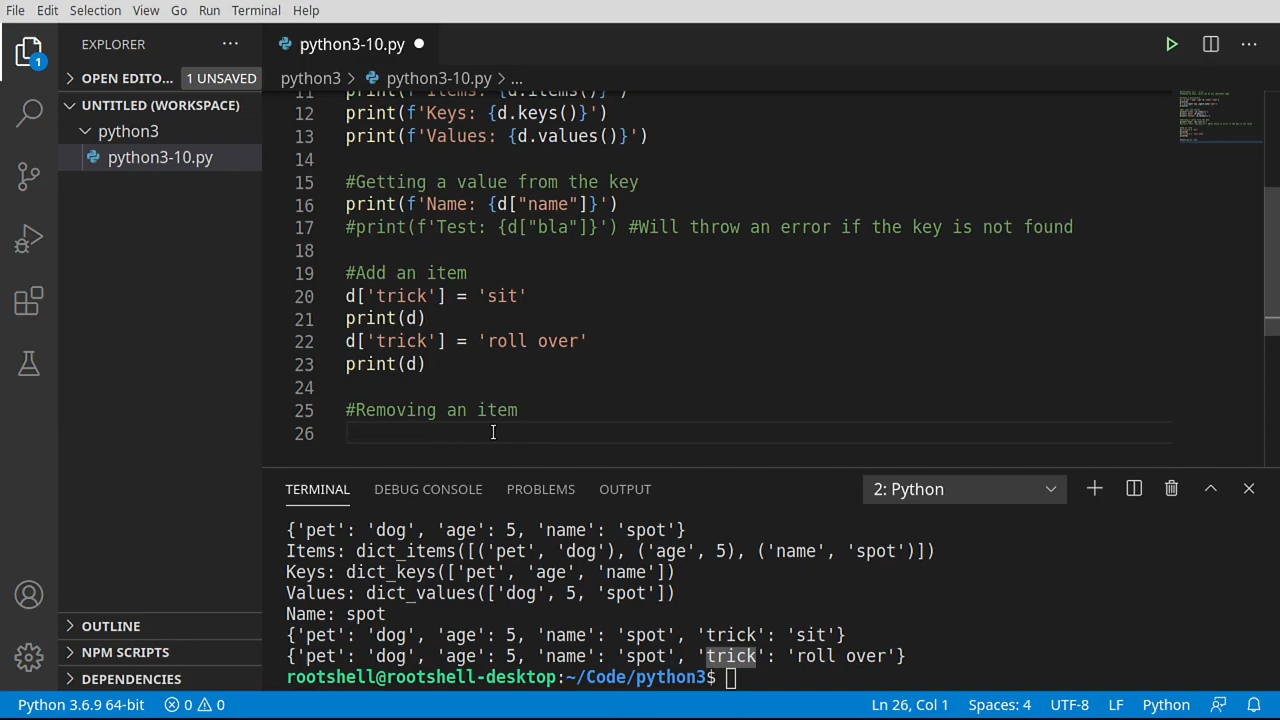 File Edit Selection View Go Run Terminal Help
EXPLORER ...
python3-10.py
OPEN EDITO... 1 UNSAVED
python3 > python3-10.py > ...
UNTITLED (WORKSPACE)
python3
python3-10.py
11 print(f'Items: {d.items()}')
12 print(f'Keys: {d.keys()}')
13 print(f'Values: {d.values()}')
14
15 #Getting a value from the key
16 print(f'Name: {d["name"]}')
17 #print(f'Test: {d["bla"]}') #Will throw an error if the key is not found
18
19 #Add an item
20 d['trick'] = 'sit'
21 print(d)
22 d['trick'] = 'roll over'
23 print(d)
24
25 #Removing an item
26
1
TERMINAL DEBUG CONSOLE PROBLEMS OUTPUT 2: Python
{'pet': 'dog', 'age': 5, 'name': 'spot'}
Items: dict_items([('pet', 'dog'), ('age', 5), ('name', 'spot')])
Keys: dict_keys(['pet', 'age', 'name'])
Values: dict_values(['dog', 5, 'spot'])
Name: spot
{'pet': 'dog', 'age': 5, 'name': 'spot', 'trick': 'sit'}
{'pet': 'dog', 'age': 5, 'name': 'spot', 'trick': 'roll over'}
rootshell@rootshell-desktop:~/Code/python3$
OUTLINE
NPM SCRIPTS
DEPENDENCIES
Python 3.6.9 64-bit 0 0 Ln 26, Col 1 Spaces: 4 UTF-8 LF Python